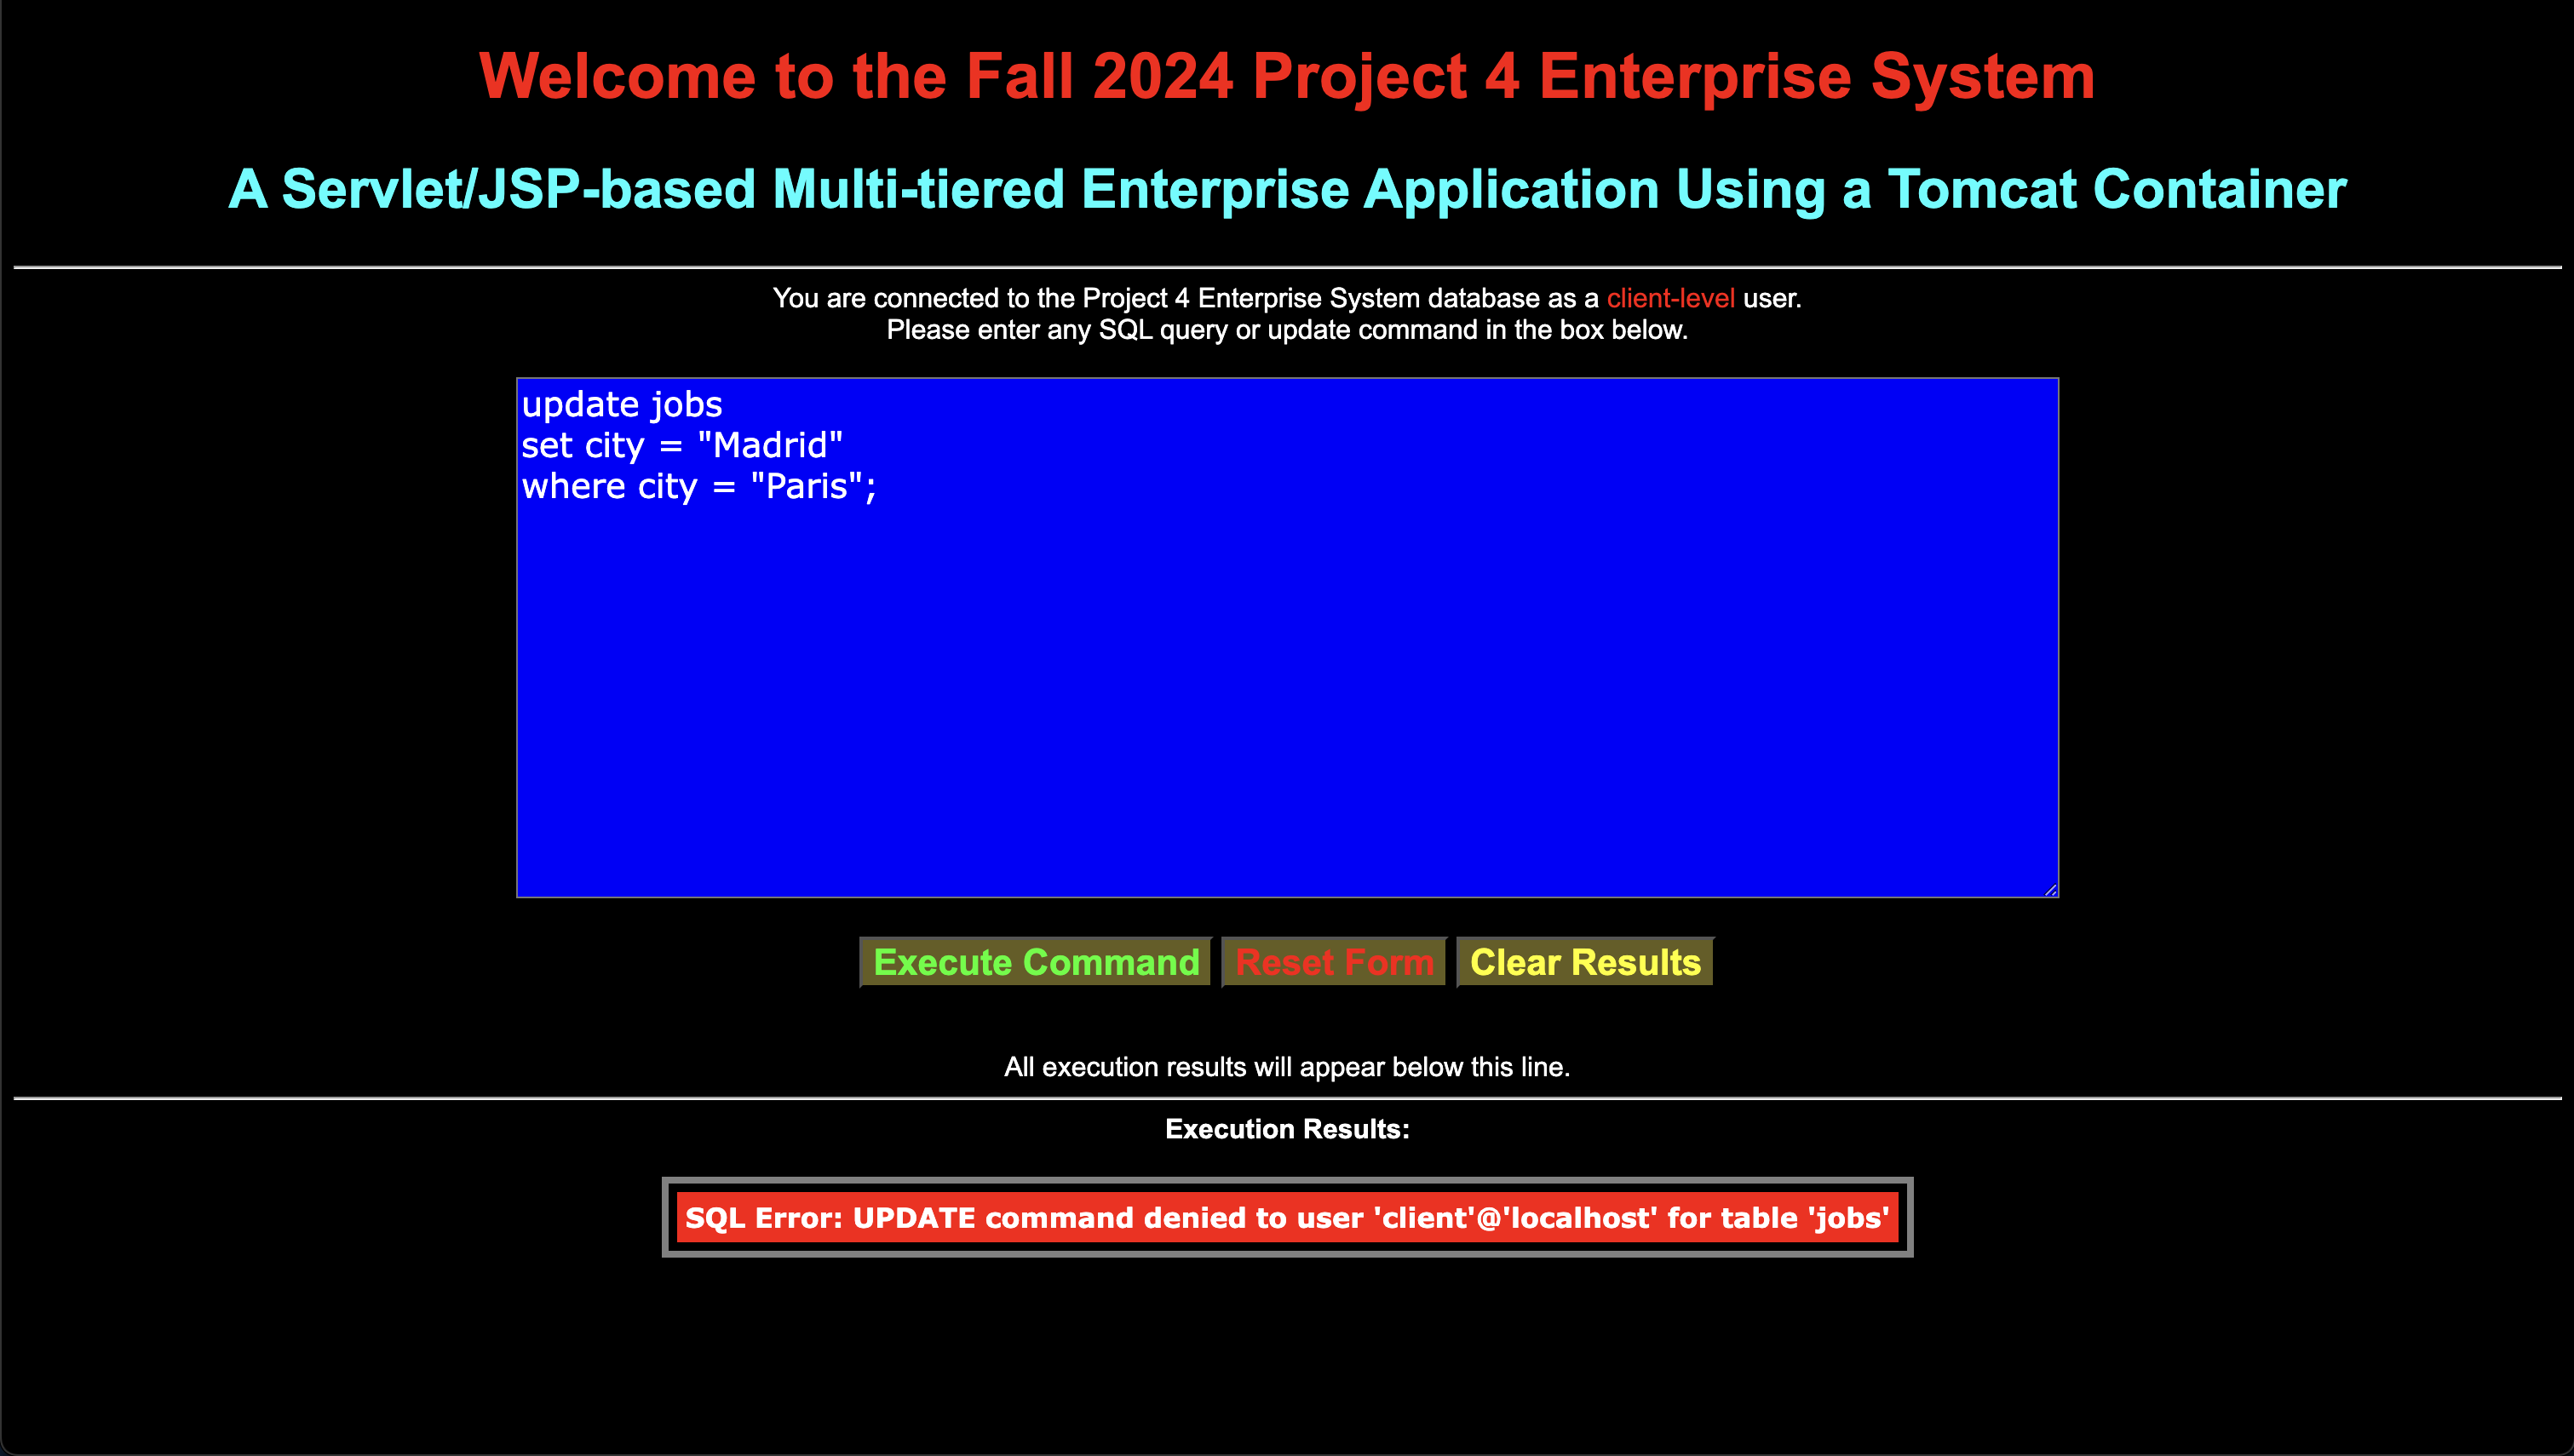 Welcome to the Fall 2024 Project 4 Enterprise System
A Servlet/JSP-based Multi-tiered Enterprise Application Using a Tomcat Container
You are connected to the Project 4 Enterprise System database as a client-level user.
Please enter any SQL query or update command in the box below.
update jobs
set city = "Madrid"
where city = "Paris";
Execute Command Reset Form Clear Results
All execution results will appear below this line.
Execution Results:
SQL Error: UPDATE command denied to user 'client'@'localhost' for table 'jobs'